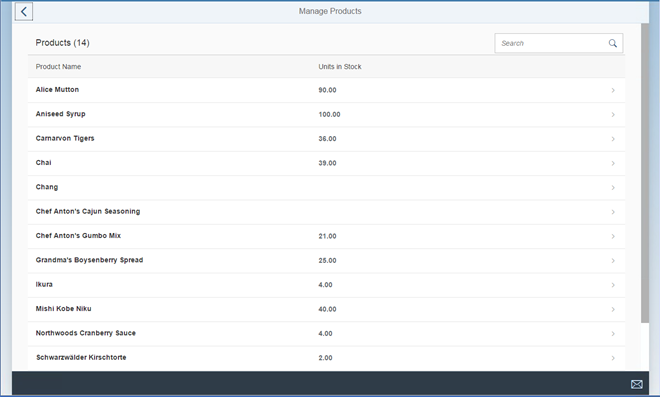 Manage Products
Products (14)
Search
Product Name Units in Stock
Alice Mutton 90.00
Aniseed Syrup 100.00
Carnarvon Tigers 36.00
Chai 39.00
Chang
Chef Anton's Cajun Seasoning
Chef Anton's Gumbo Mix 21.00
Grandma's Boysenberry Spread 25.00
Ikura 4.00
Mishi Kobe Niku 40.00
Northwoods Cranberry Sauce 4.00
Schwarzwälder Kirschtorte 2.00